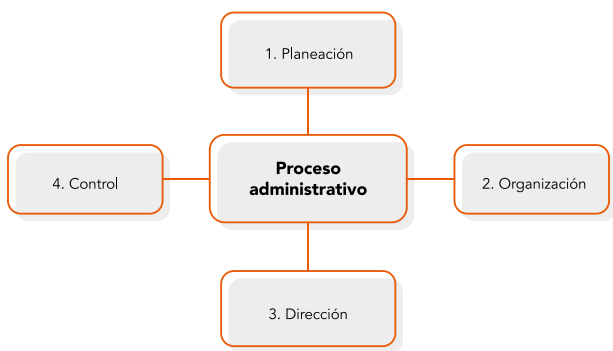 1. Planeación
4. Control
Proceso
administrativo
2. Organización
3. Dirección